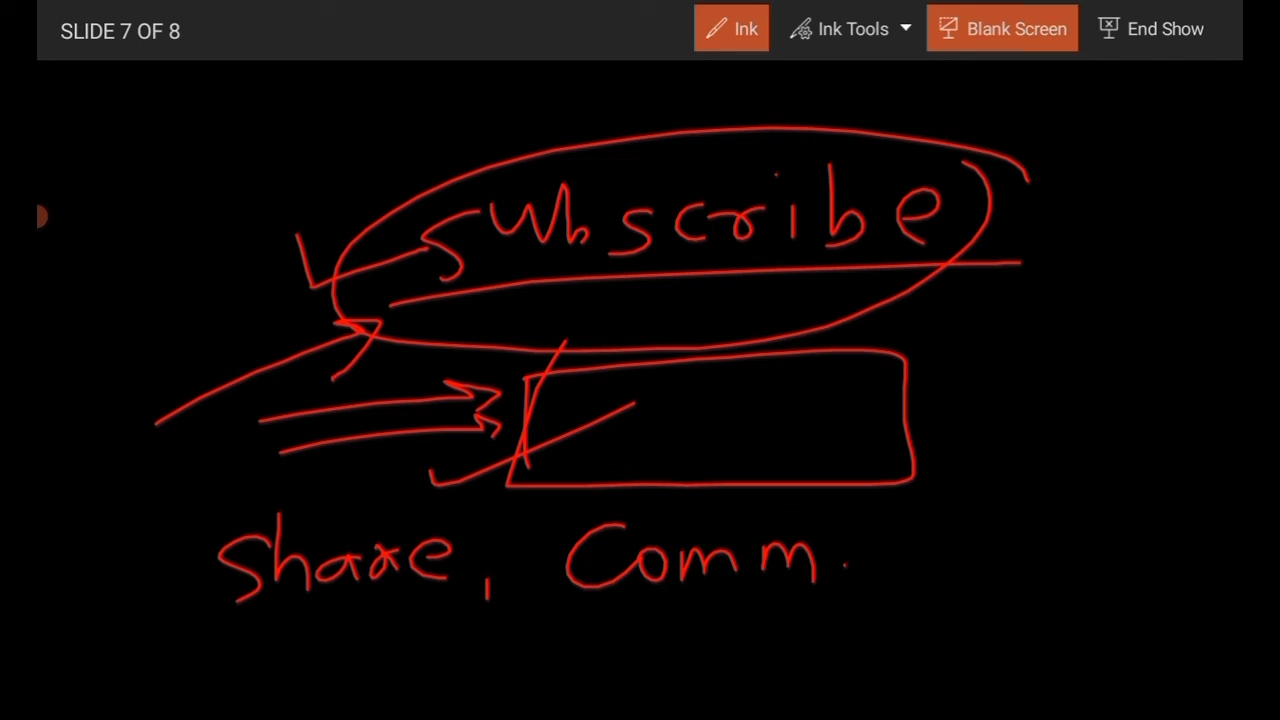 SLIDE 7 OF 8 Ink Ink Tools Blank Screen End Show
Subscribe
Share, Comm.